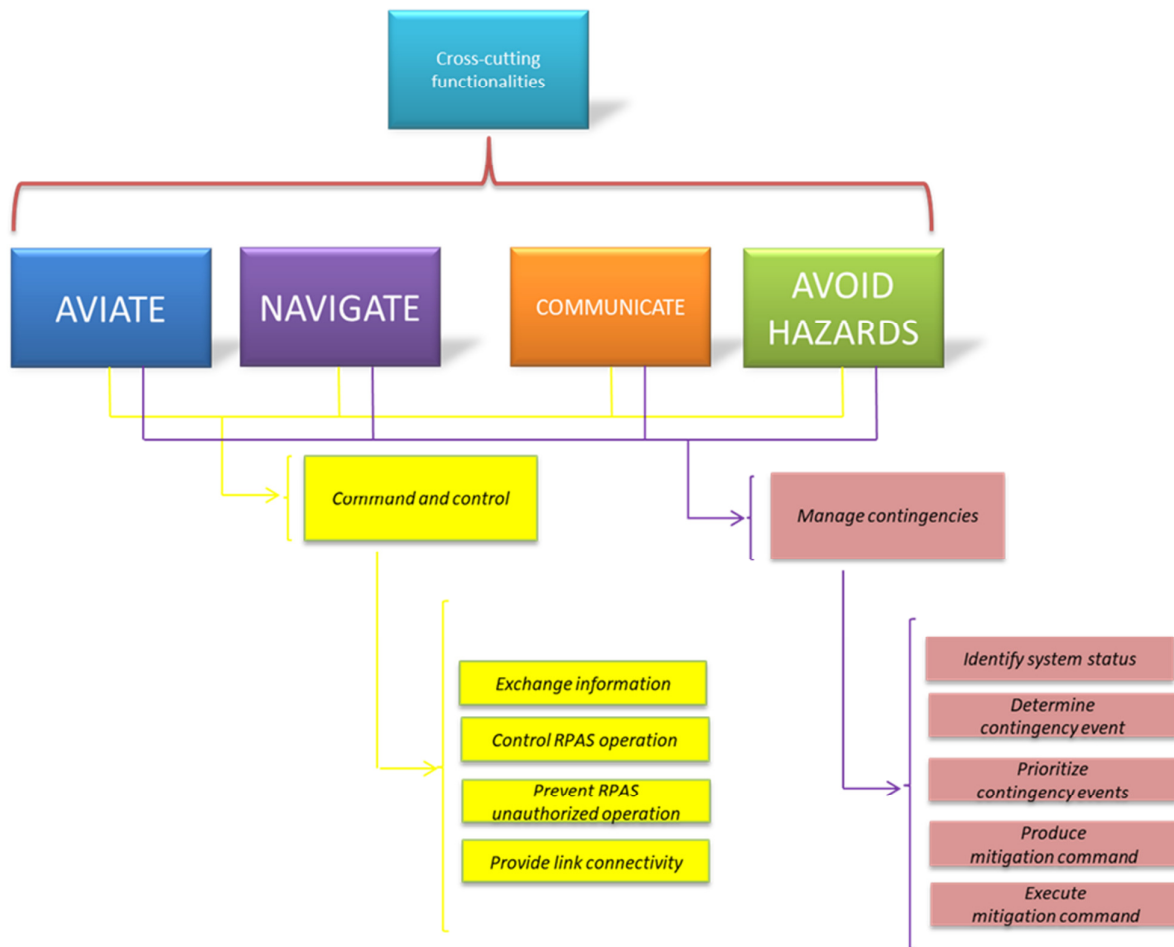 Cross-cutting
functionalities
AVIATE
NAVIGATE
COMMUNICATE
AVOID
HAZARDS
Command and control
Manage contingencies
Exchange information
Control RPAS operation
Prevent RPAS
unauthorized operation
Provide link connectivity
Identify system status
Determine
contingency event
Prioritize
contingency events
Produce
mitigation command
Execute
mitigation command